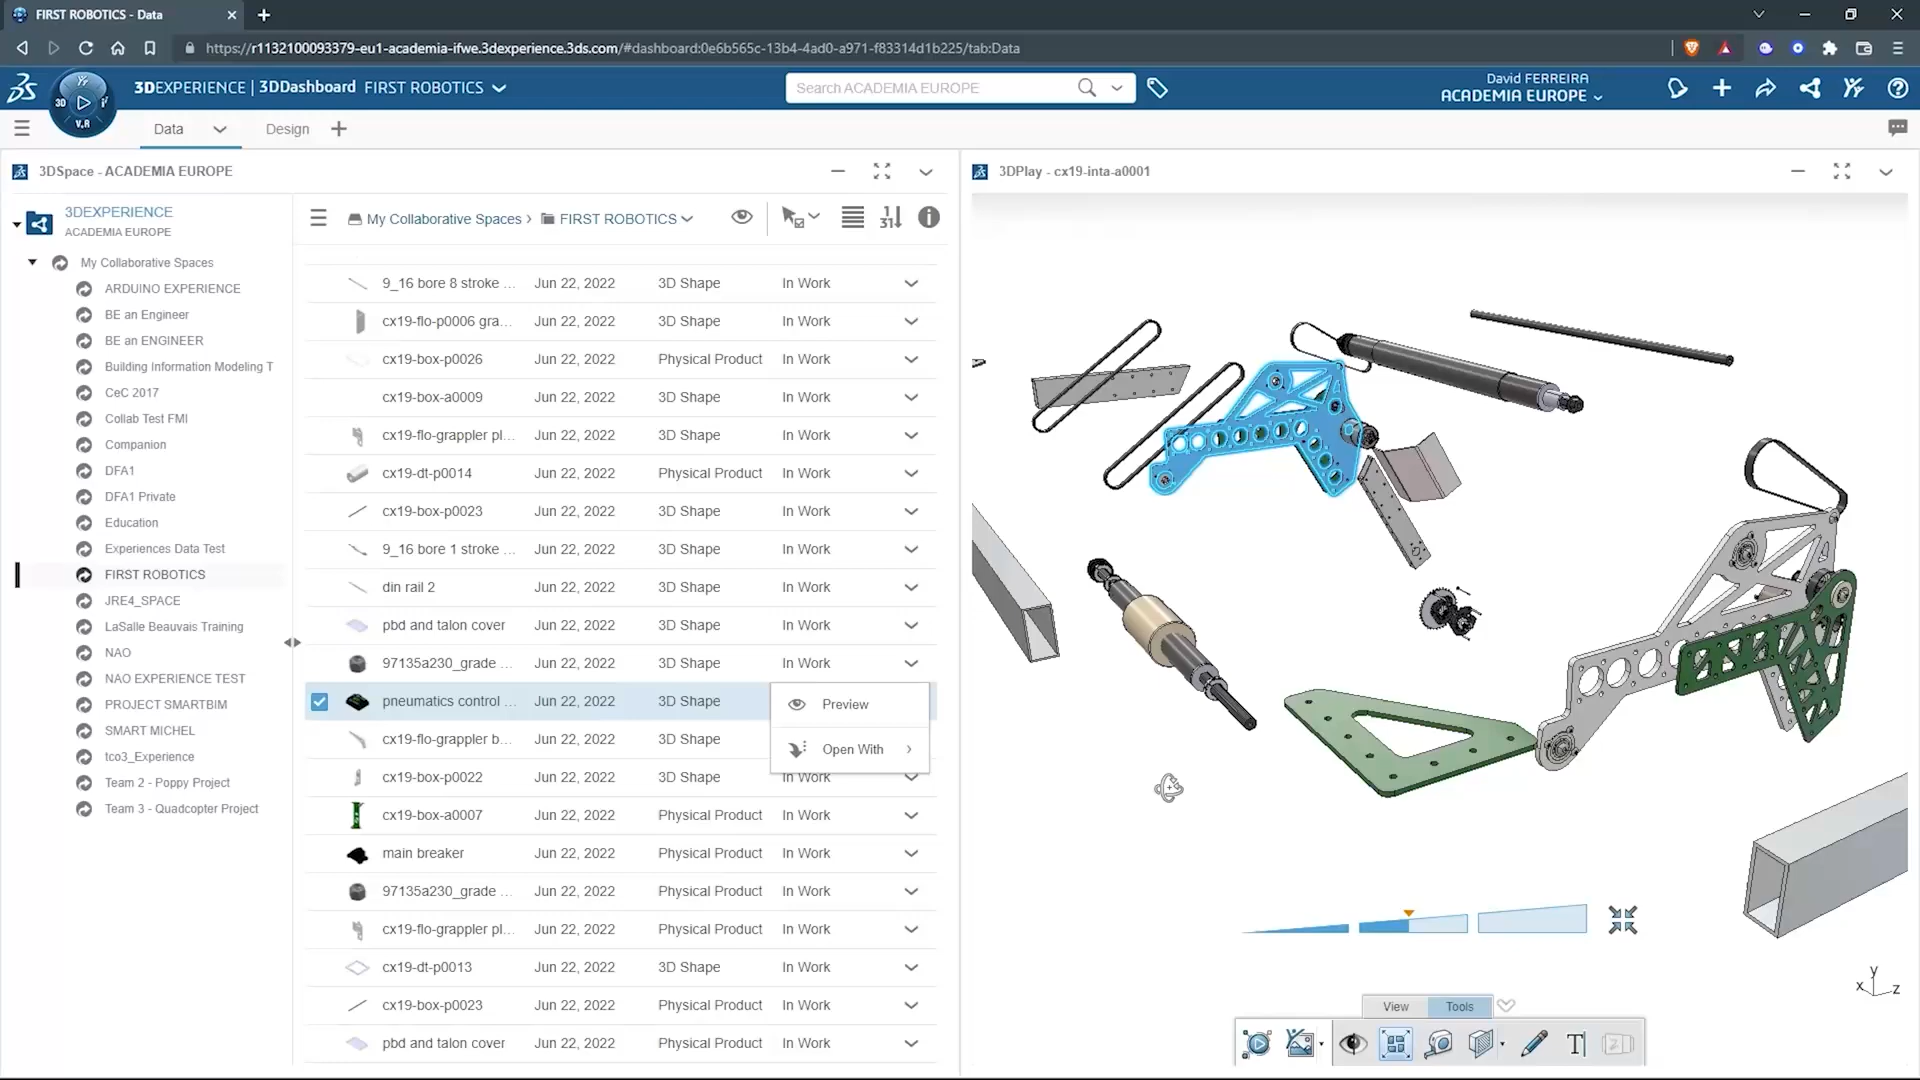 FIRST ROBOTICS - Data
https://r1132100093379-eu1-academia-ifwe.3dexperience.3ds.com/#dashboard:0e6b565c-13b4-4ad0-a971-f83314d1b225/tab:Data
3D
V.R
3DEXPERIENCE | 3DDashboard FIRST ROBOTICS
Search ACADEMIA EUROPE
David FERREIRA
ACADEMIA EUROPE
Data
Design
3DSpace - ACADEMIA EUROPE
3DPlay - cx19-inta-a0001
3DEXPERIENCE
ACADEMIA EUROPE
My Collaborative Spaces
ARDUINO EXPERIENCE
BE an Engineer
BE an ENGINEER
Building Information Modeling T
CeC 2017
Collab Test FMI
Companion
DFA1
DFA1 Private
Education
Experiences Data Test
FIRST ROBOTICS
JRE4_SPACE
LaSalle Beauvais Training
NAO
NAO EXPERIENCE TEST
PROJECT SMARTBIM
SMART MICHEL
tco3_Experience
Team 2 - Poppy Project
Team 3 - Quadcopter Project
My Collaborative Spaces › FIRST ROBOTICS
31
9_16 bore 8 stroke ... Jun 22, 2022 3D Shape In Work
cx19-flo-p0006 gra... Jun 22, 2022 3D Shape In Work
cx19-box-p0026 Jun 22, 2022 Physical Product In Work
cx19-box-a0009 Jun 22, 2022 3D Shape In Work
cx19-flo-grappler pl... Jun 22, 2022 3D Shape In Work
cx19-dt-p0014 Jun 22, 2022 Physical Product In Work
cx19-box-p0023 Jun 22, 2022 3D Shape In Work
9_16 bore 1 stroke ... Jun 22, 2022 3D Shape In Work
din rail 2 Jun 22, 2022 3D Shape In Work
pbd and talon cover Jun 22, 2022 3D Shape In Work
97135a230_grade ... Jun 22, 2022 3D Shape In Work
pneumatics control ... Jun 22, 2022 3D Shape
cx19-flo-grappler b... Jun 22, 2022 3D Shape
cx19-box-p0022 Jun 22, 2022 3D Shape In Work
cx19-box-a0007 Jun 22, 2022 Physical Product In Work
main breaker Jun 22, 2022 Physical Product In Work
97135a230_grade ... Jun 22, 2022 Physical Product In Work
cx19-flo-grappler pl... Jun 22, 2022 Physical Product In Work
cx19-dt-p0013 Jun 22, 2022 3D Shape In Work
cx19-box-p0023 Jun 22, 2022 Physical Product In Work
pbd and talon cover Jun 22, 2022 Physical Product In Work
Preview
Open With
y
x
z
View
Tools
T